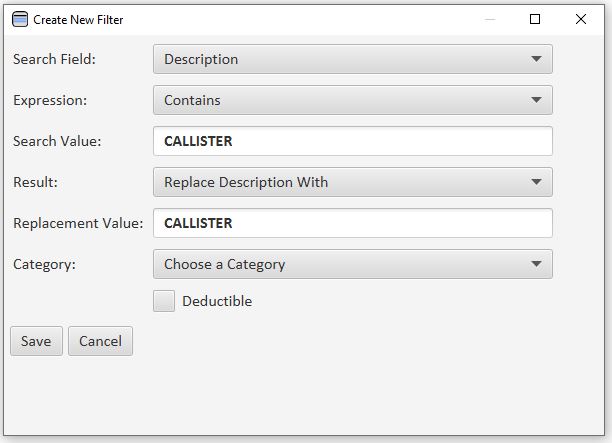 Create New Filter
Search Field: Description
Expression: Contains
Search Value: CALLISTER
Result: Replace Description With
Replacement Value: CALLISTER
Category: Choose a Category
Deductible
Save Cancel